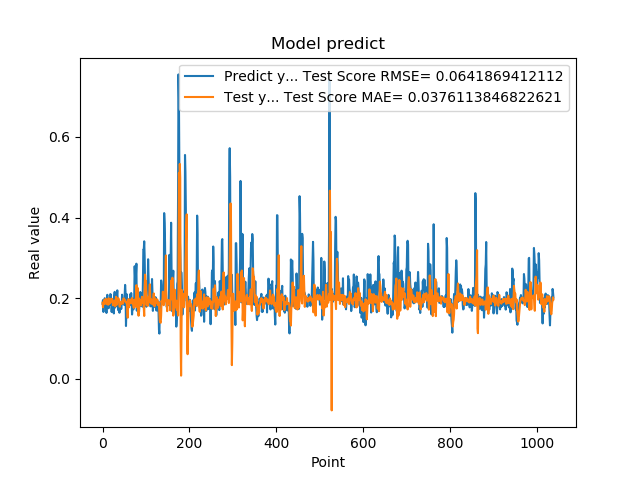 Model predict
Predict y... Test Score RMSE= 0.0641869412112
Test y... Test Score MAE= 0.0376113846822621
Real value
0.6
0.4
0.2
0.0
0
200
400
600
800
1000
Point